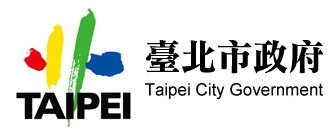 TAIPEI
臺北市政府
Taipei City Government